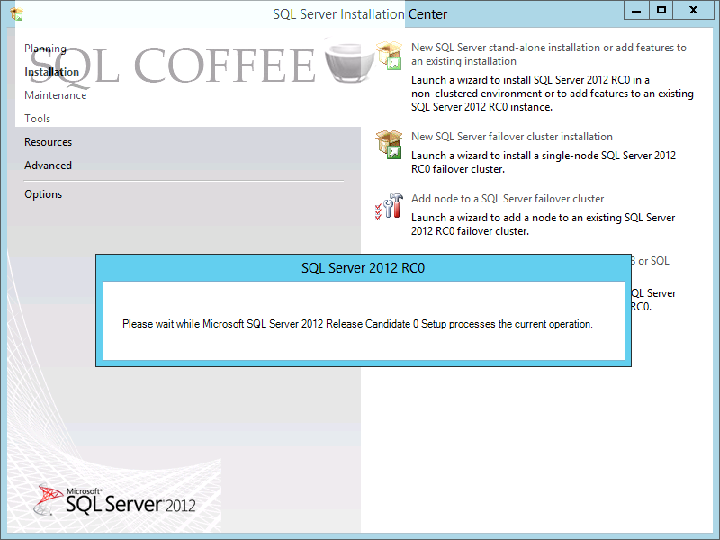 SQL Server Installation Center
SQL COFFEE
Planning
Installation
Maintenance
Tools
Resources
Advanced
Options
New SQL Server stand-alone installation or add features to
an existing installation
Launch a wizard to install SQL Server 2012 RC0 in a
non-clustered environment or to add features to an existing
SQL Server 2012 RC0 instance.
New SQL Server failover cluster installation
Launch a wizard to install a single-node SQL Server 2012
RC0 failover cluster.
Add node to a SQL Server failover cluster
Launch a wizard to add a node to an existing SQL Server
2012 RC0 failover cluster.
or SQL
SQL Server
RC0.
SQL Server 2012 RC0
Please wait while Microsoft SQL Server 2012 Release Candidate 0 Setup processes the current operation.
Microsoft
SQL Server 2012